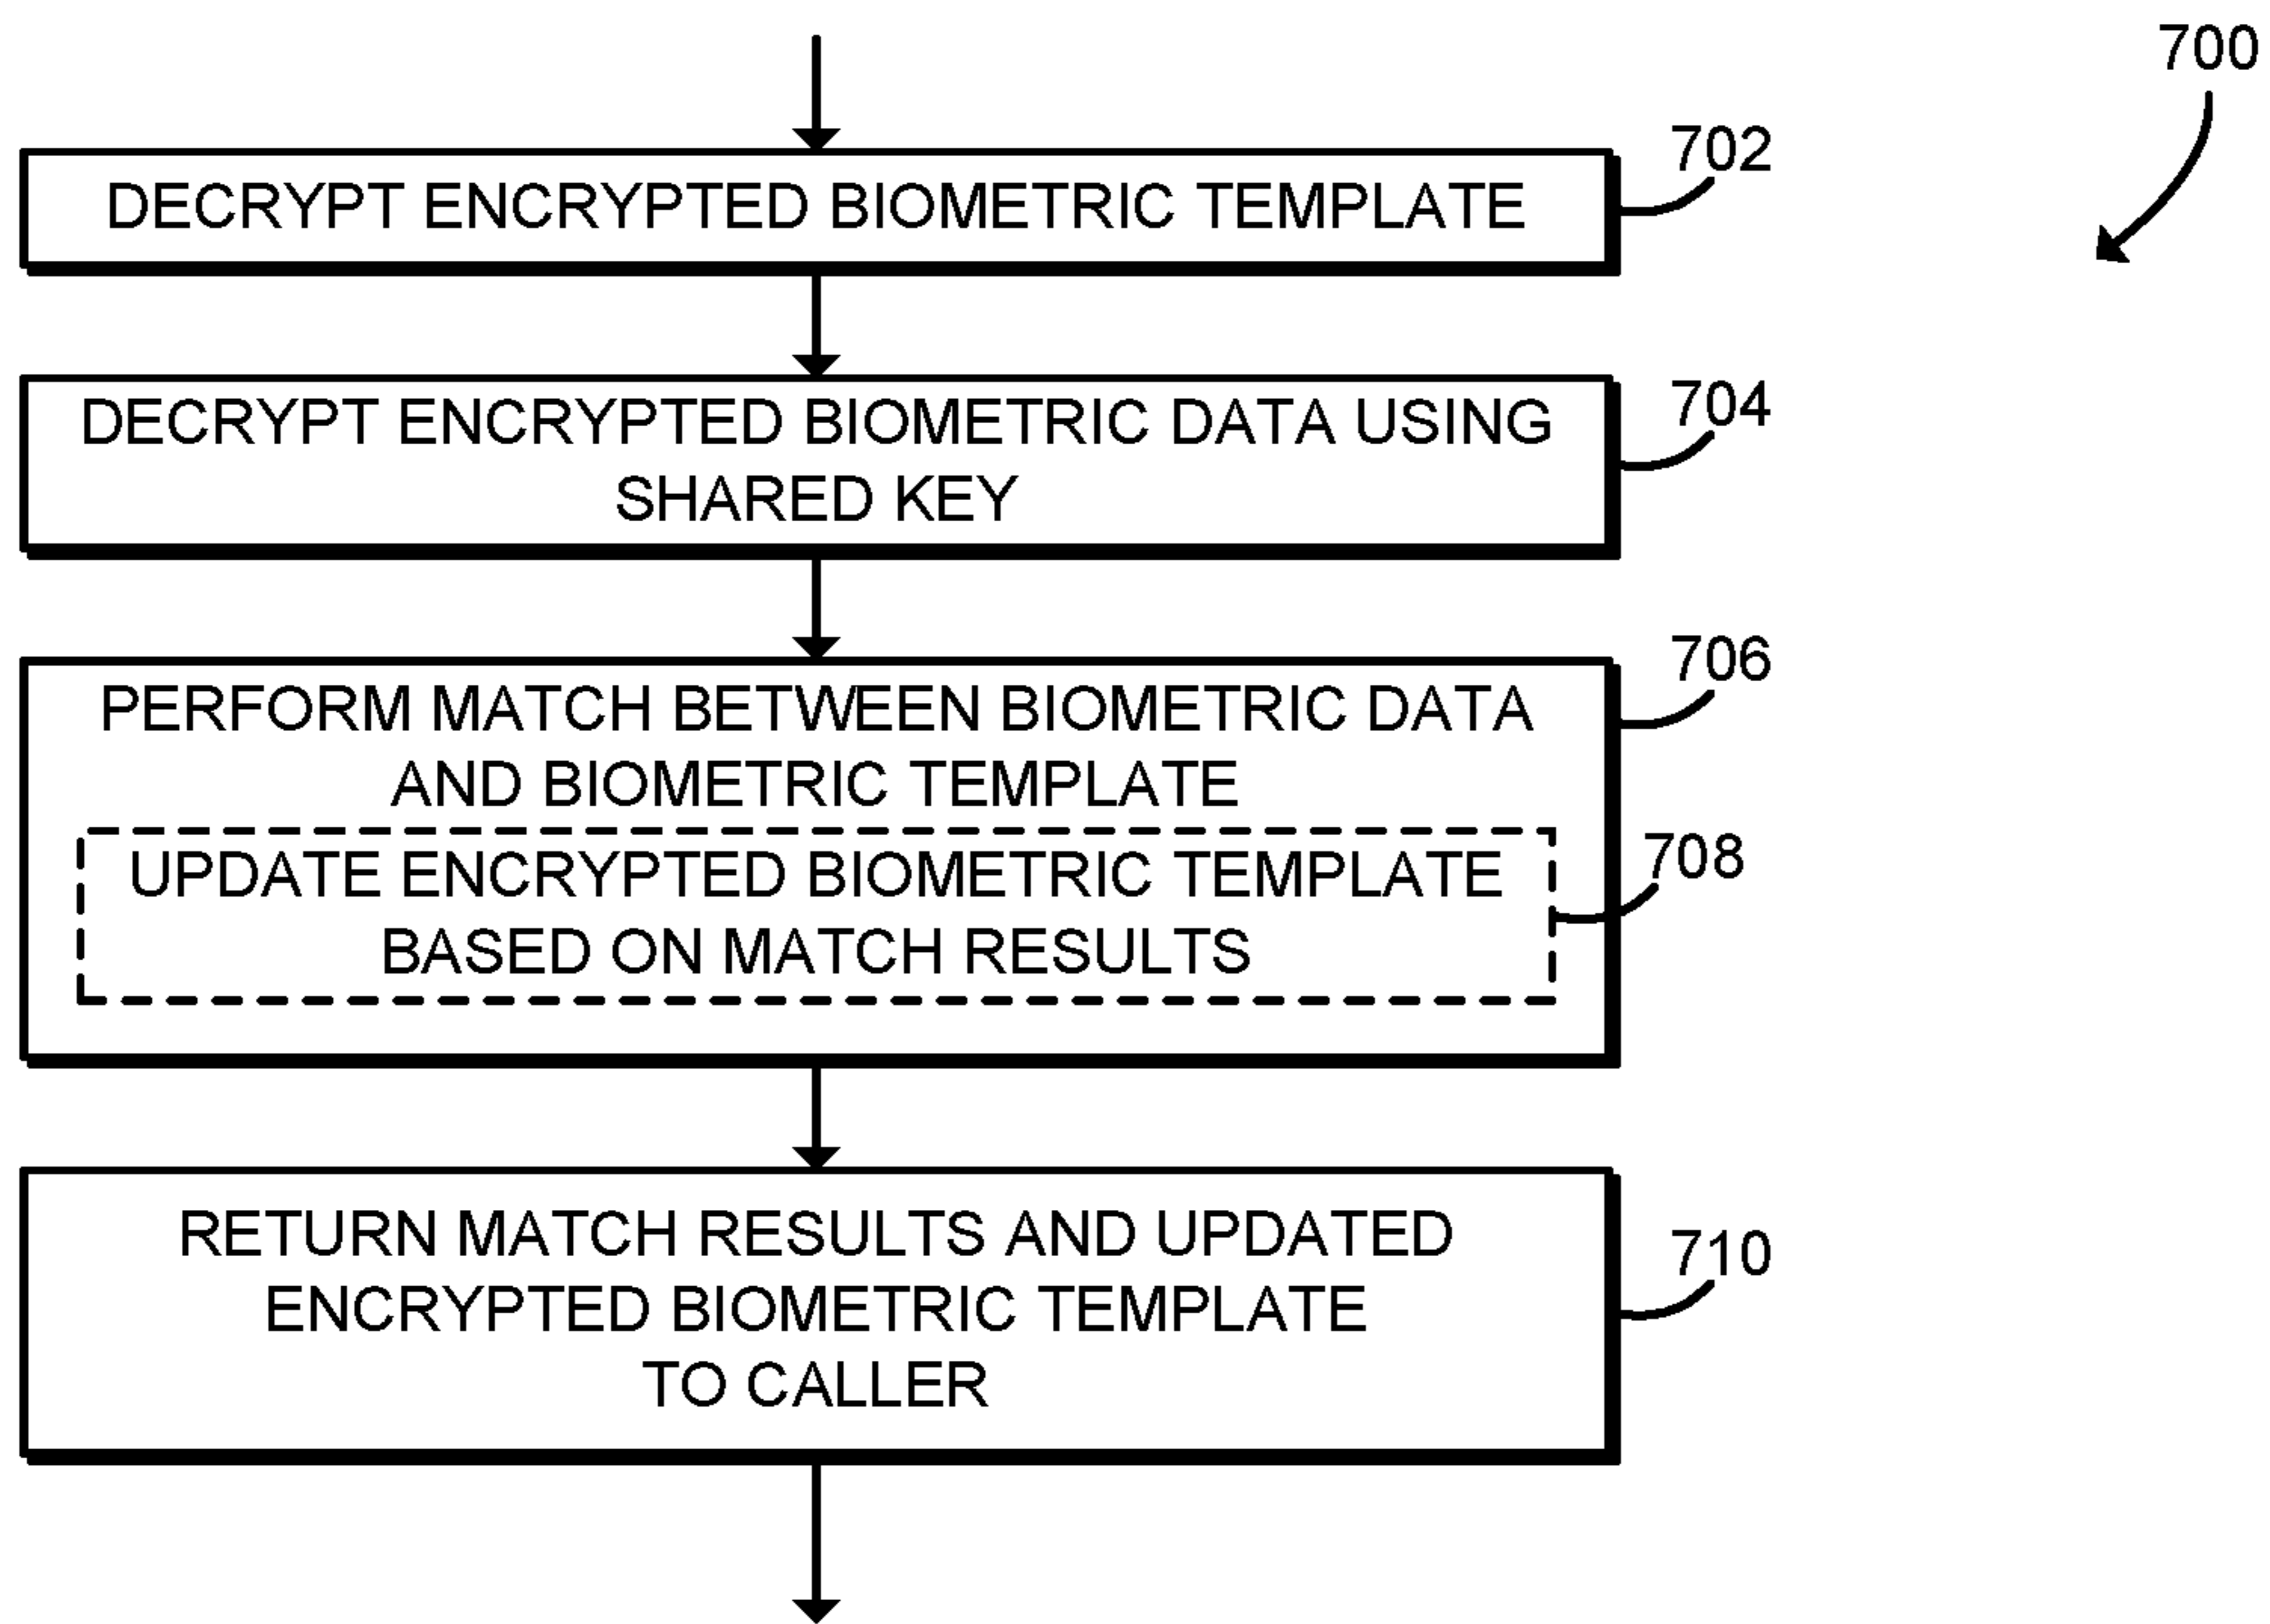 700
702
DECRYPT ENCRYPTED BIOMETRIC TEMPLATE
704
DECRYPT ENCRYPTED BIOMETRIC DATA USING
SHARED KEY
706
PERFORM MATCH BETWEEN BIOMETRIC DATA
AND BIOMETRIC TEMPLATE
708
UPDATE ENCRYPTED BIOMETRIC TEMPLATE
BASED ON MATCH RESULTS
710
RETURN MATCH RESULTS AND UPDATED
ENCRYPTED BIOMETRIC TEMPLATE
TO CALLER